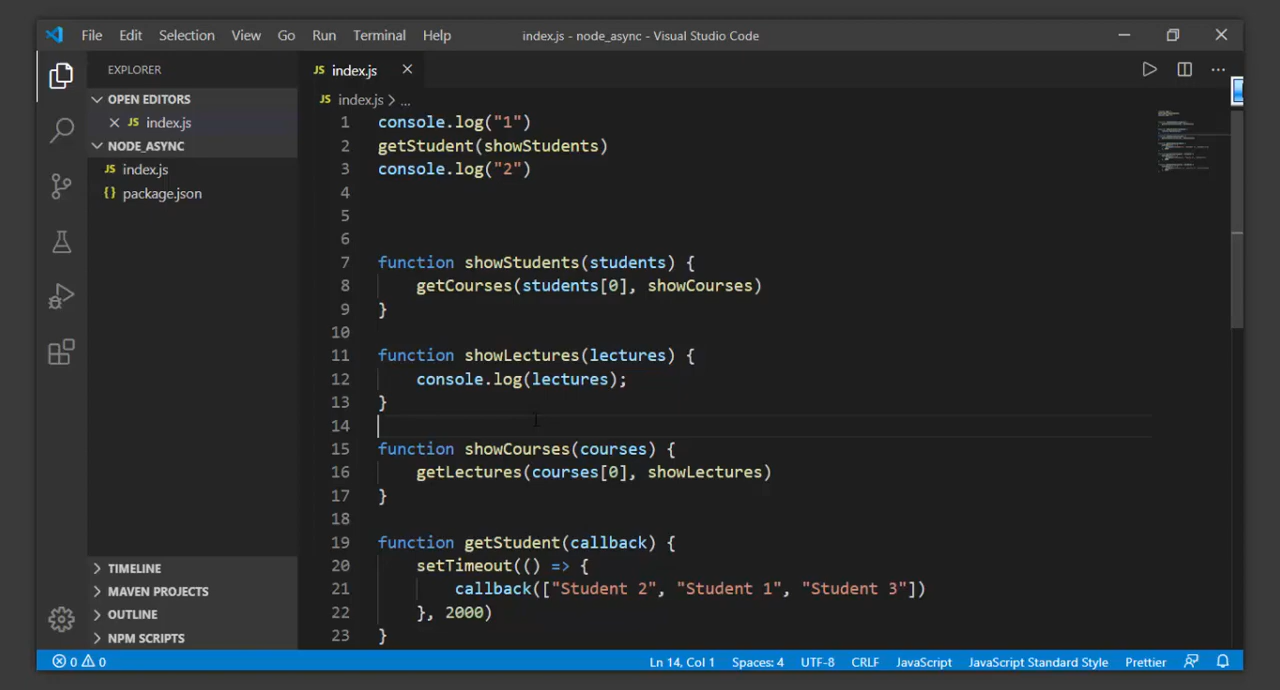 File Edit Selection View Go Run Terminal Help index.js - node_async - Visual Studio Code
EXPLORER
OPEN EDITORS
JS index.js
NODE_ASYNC
JS index.js
{} package.json
TIMELINE
MAVEN PROJECTS
OUTLINE
NPM SCRIPTS
JS index.js
JS index.js > ...
1 console.log("1")
2 getStudent(showStudents)
3 console.log("2")
4
5
6
7 function showStudents(students) {
8 getCourses(students[0], showCourses)
9 }
10
11 function showLectures(lectures) {
12 console.log(lectures);
13 }
14
15 function showCourses(courses) {
16 getLectures(courses[0], showLectures)
17 }
18
19 function getStudent(callback) {
20 setTimeout(() => {
21 callback(["Student 2", "Student 1", "Student 3"])
22 }, 2000)
23 }
0 0 Ln 14, Col 1 Spaces: 4 UTF-8 CRLF JavaScript JavaScript Standard Style Prettier